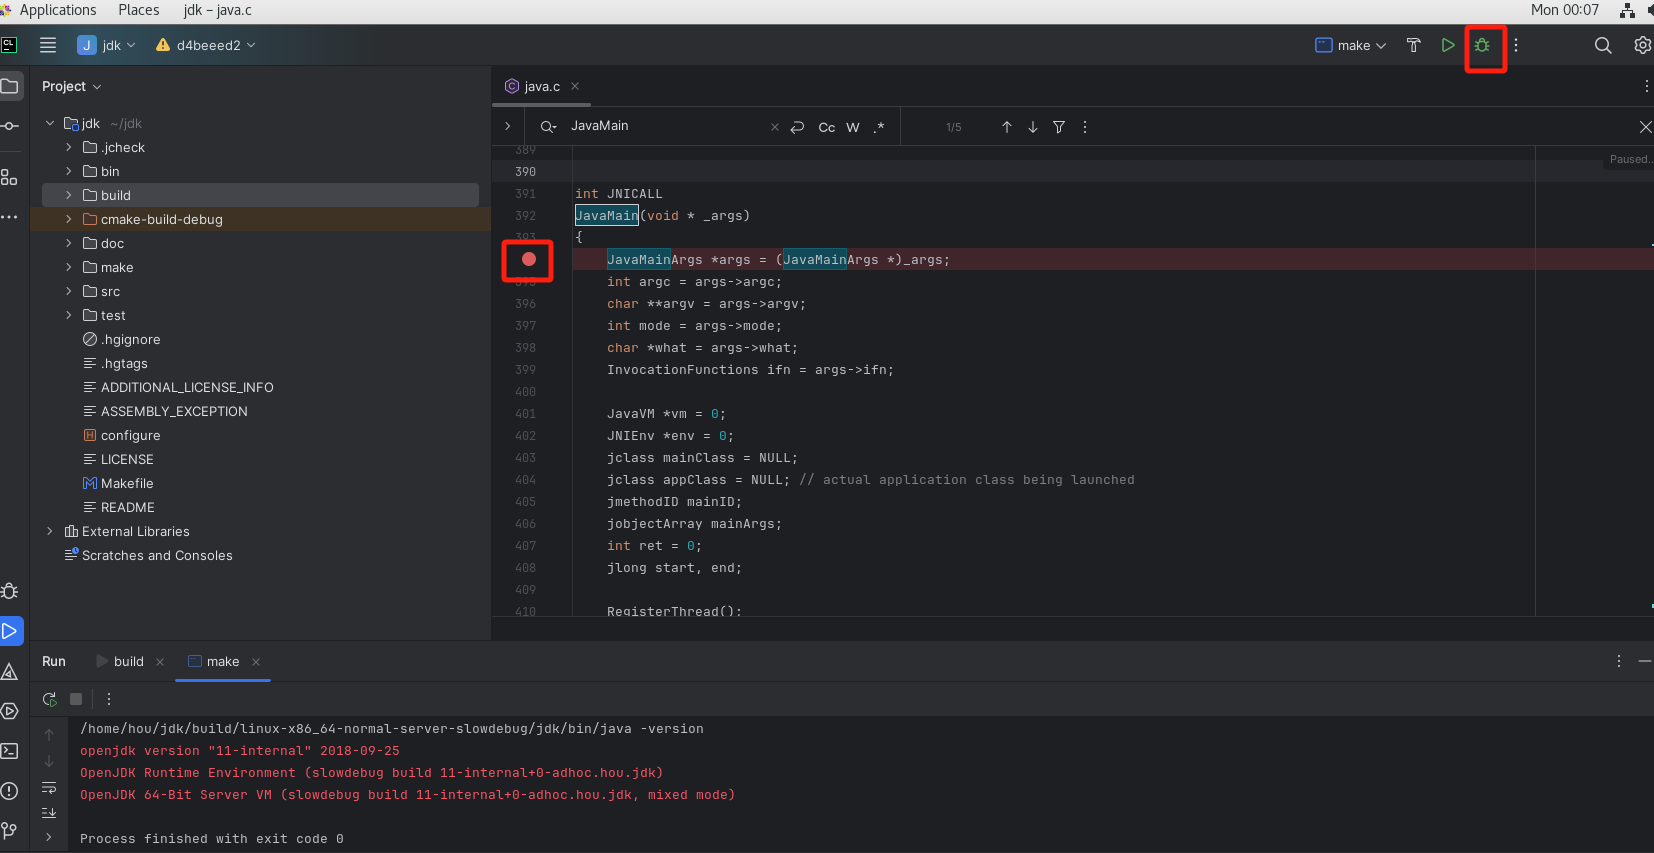 Applications Places jdk – java.c Mon 00:07
CL J jdk d4beeed2 make
Project
java.c
jdk ~/jdk
.jcheck
bin
build
cmake-build-debug
doc
make
src
test
.hgignore
.hgtags
ADDITIONAL_LICENSE_INFO
ASSEMBLY_EXCEPTION
configure
LICENSE
Makefile
README
External Libraries
Scratches and Consoles
JavaMain Cc W .* 1/5
Paused...
389
390
391 int JNICALL
392 JavaMain(void * _args)
393 {
JavaMainArgs *args = (JavaMainArgs *)_args;
395 int argc = args->argc;
396 char **argv = args->argv;
397 int mode = args->mode;
398 char *what = args->what;
399 InvocationFunctions ifn = args->ifn;
400
401 JavaVM *vm = 0;
402 JNIEnv *env = 0;
403 jclass mainClass = NULL;
404 jclass appClass = NULL; // actual application class being launched
405 jmethodID mainID;
406 jobjectArray mainArgs;
407 int ret = 0;
408 jlong start, end;
409
410 RegisterThread();
Run build make
/home/hou/jdk/build/linux-x86_64-normal-server-slowdebug/jdk/bin/java -version
openjdk version "11-internal" 2018-09-25
OpenJDK Runtime Environment (slowdebug build 11-internal+0-adhoc.hou.jdk)
OpenJDK 64-Bit Server VM (slowdebug build 11-internal+0-adhoc.hou.jdk, mixed mode)
Process finished with exit code 0